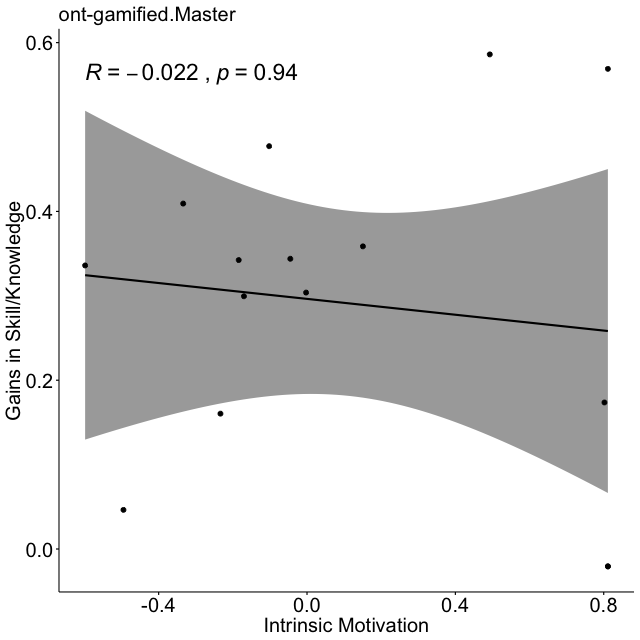 ont-gamified.Master
R = −0.022 , p = 0.94
0.6
0.4
0.2
0.0
Gains in Skill/Knowledge
-0.4 0.0 0.4 0.8
Intrinsic Motivation